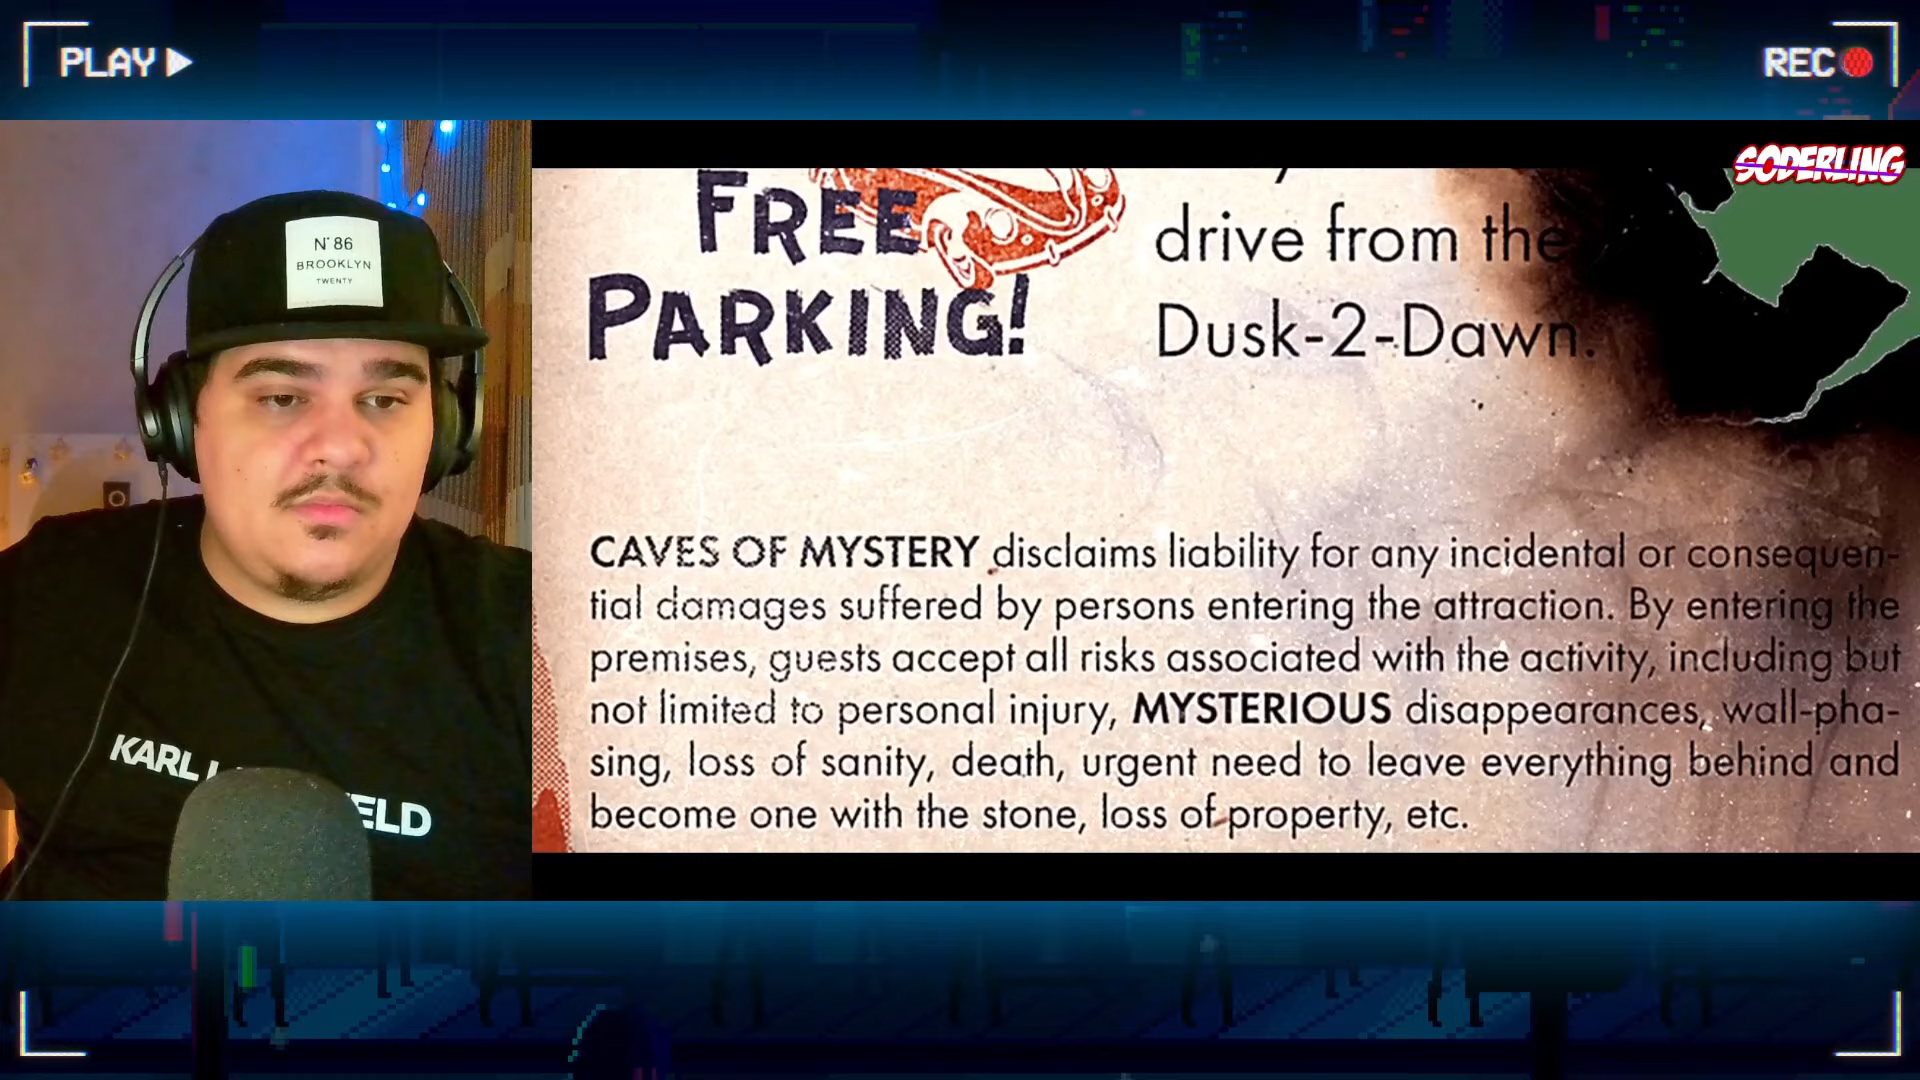 PLAY
REC
SODERLING
N° 86
BROOKLYN
TWENTY
KARL L
ELD
FREE
PARKING!
drive from the
Dusk-2-Dawn.
CAVES OF MYSTERY disclaims liability for any incidental or consequen-
tial damages suffered by persons entering the attraction. By entering the
premises, guests accept all risks associated with the activity, including but
not limited to personal injury, MYSTERIOUS disappearances, wall-pha-
sing, loss of sanity, death, urgent need to leave everything behind and
become one with the stone, loss of property, etc.